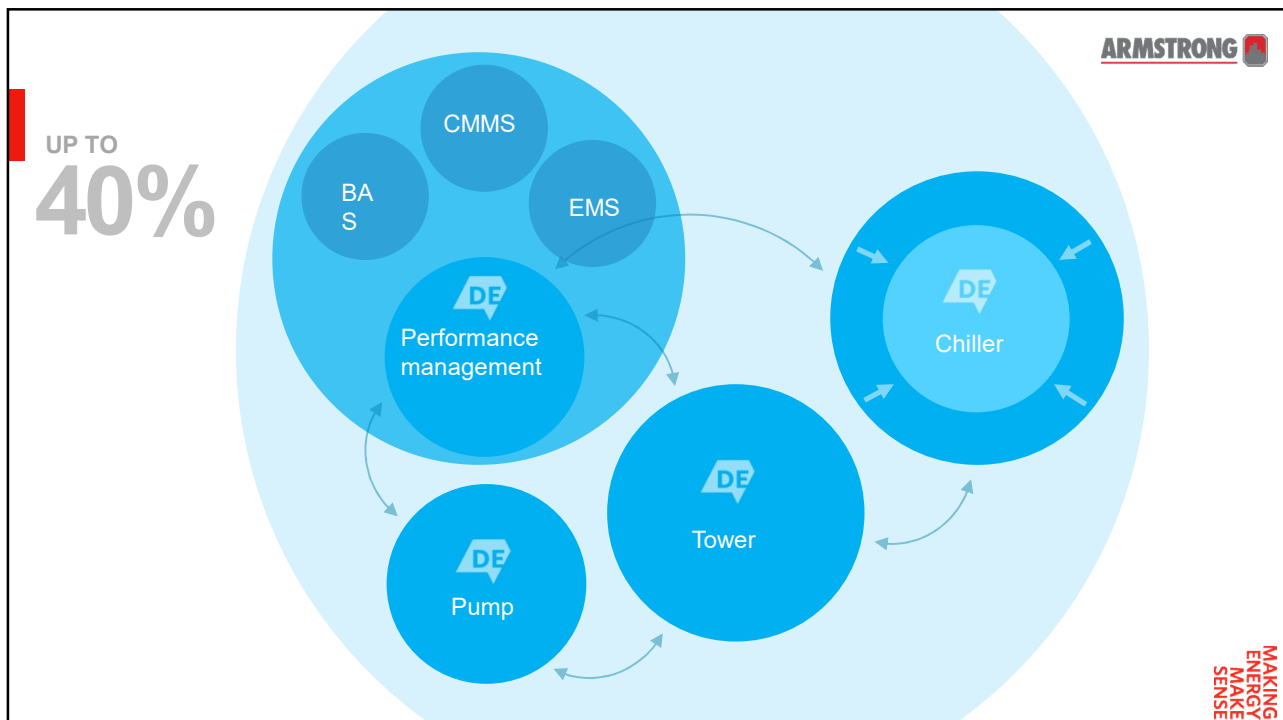 ARMSTRONG
UP TO
40%
CMMS
BA
S
EMS
DE
Performance
management
DE
Chiller
DE
Tower
DE
Pump
MAKING
ENERGY
MAKE
SENSE